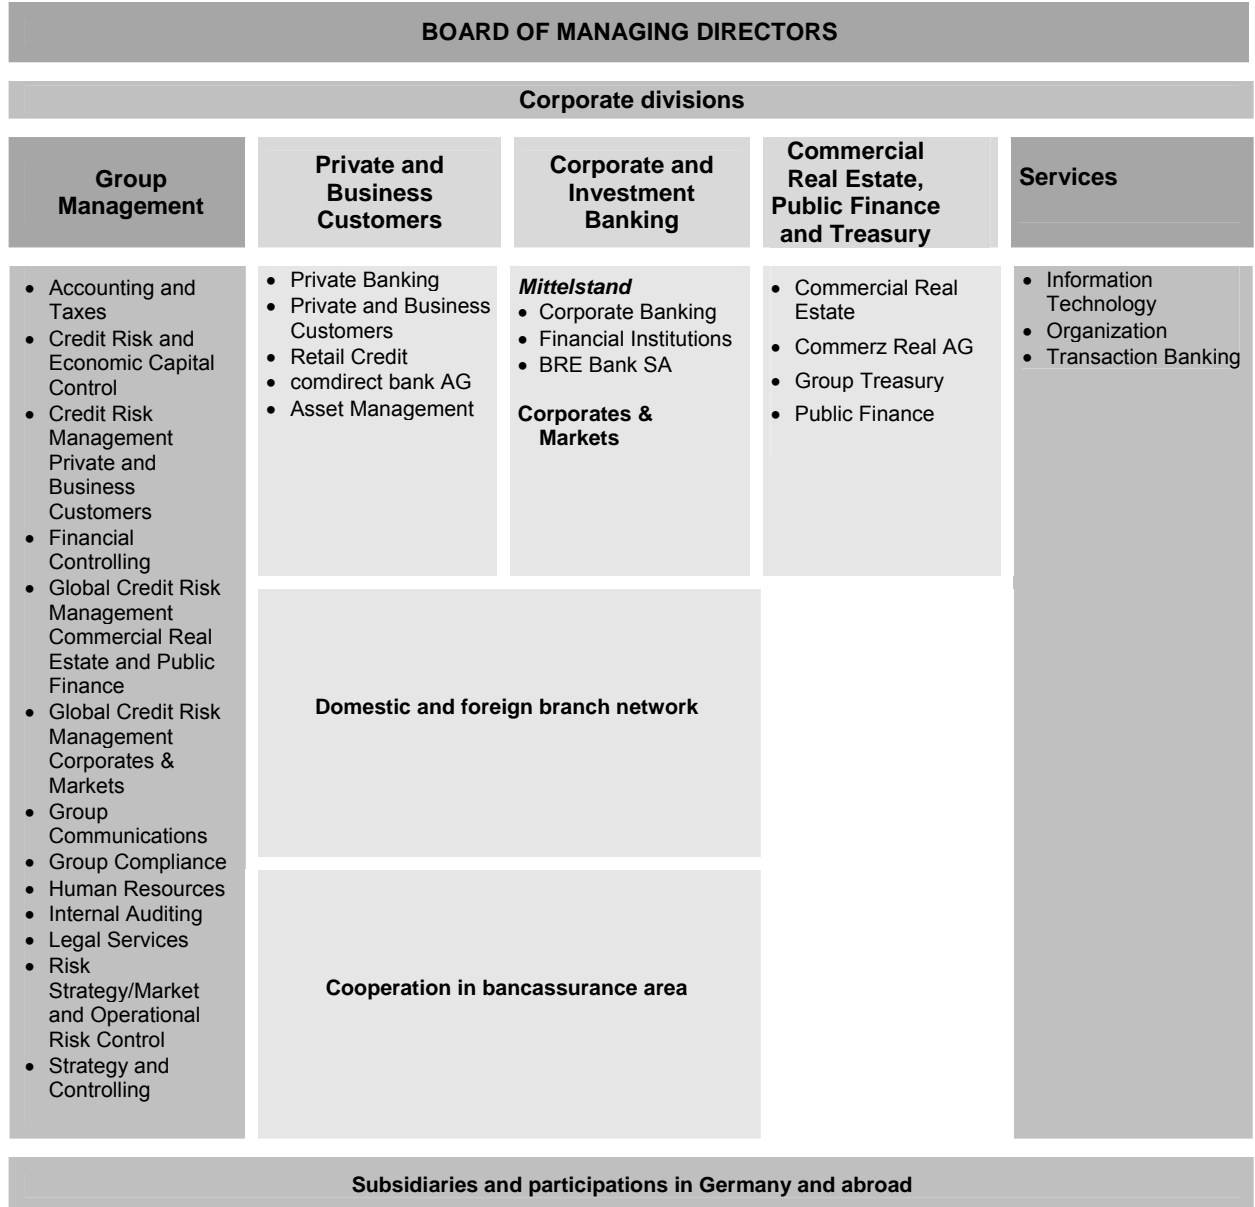 BOARD OF MANAGING DIRECTORS
Corporate divisions
Group
Management
Private and
Business
Customers
Corporate and
Investment
Banking
Commercial
Real Estate,
Public Finance
and Treasury
Services
• Accounting and
Taxes
• Credit Risk and
Economic Capital
Control
• Credit Risk
Management
Private and
Business
Customers
• Financial
Controlling
• Global Credit Risk
Management
Commercial Real
Estate and Public
Finance
• Global Credit Risk
Management
Corporates &
Markets
• Group
Communications
• Group Compliance
• Human Resources
• Internal Auditing
• Legal Services
• Risk
Strategy/Market
and Operational
Risk Control
• Strategy and
Controlling
• Private Banking
• Private and Business
Customers
• Retail Credit
• comdirect bank AG
• Asset Management
Mittelstand
• Corporate Banking
• Financial Institutions
• BRE Bank SA
Corporates &
Markets
• Commercial Real
Estate
• Commerz Real AG
• Group Treasury
• Public Finance
• Information
Technology
• Organization
• Transaction Banking
Domestic and foreign branch network
Cooperation in bancassurance area
Subsidiaries and participations in Germany and abroad